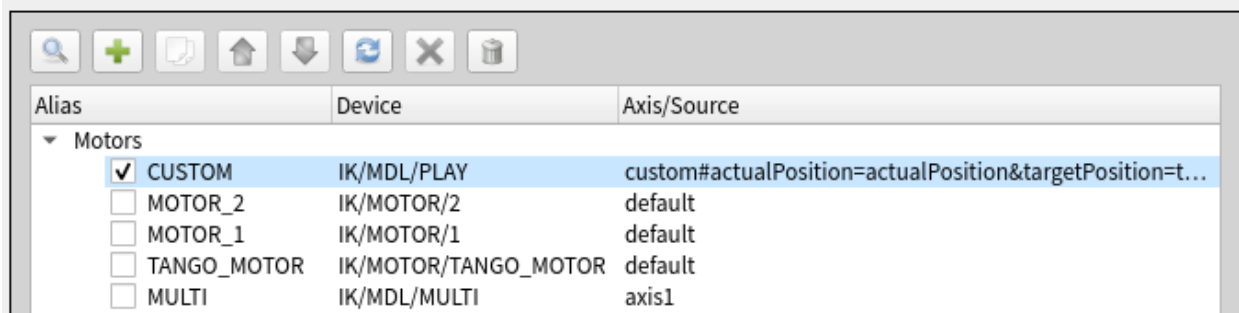 Alias Device Axis/Source
Motors
CUSTOM IK/MDL/PLAY custom#actualPosition=actualPosition&targetPosition=t...
MOTOR_2 IK/MOTOR/2 default
MOTOR_1 IK/MOTOR/1 default
TANGO_MOTOR IK/MOTOR/TANGO_MOTOR default
MULTI IK/MDL/MULTI axis1